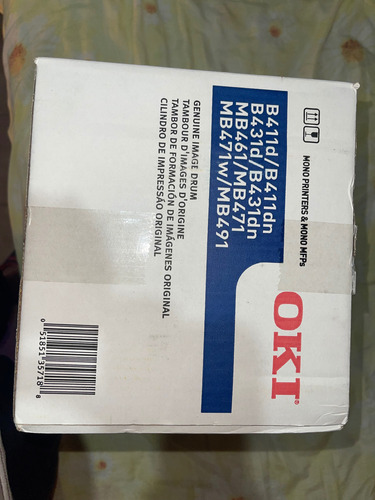 MONO PRINTERS & MONO MFPs
OKI®
B411d/B411dn
B431d/B431dn
MB461/MB471
MB471w/MB491
GENUINE IMAGE DRUM
TAMBOUR D'IMAGES D'ORIGINE
TAMBOR DE FORMACIÓN DE IMÁGENES ORIGINAL
CILINDRO DE IMPRESSÃO ORIGINAL
0 51851 35718 8